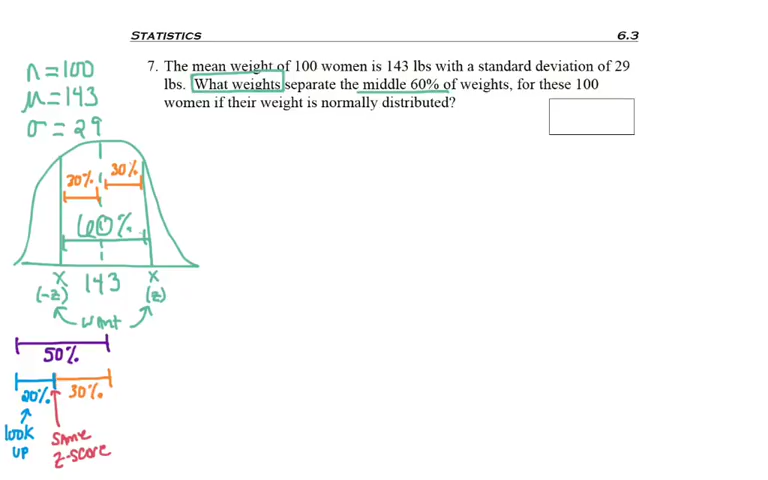 STATISTICS 6.3
7. The mean weight of 100 women is 143 lbs with a standard deviation of 29
lbs. What weights separate the middle 60% of weights, for these 100
women if their weight is normally distributed?
n = 100
μ = 143
σ = 29
30% 30%
60%
x 143 x
(-z) (z)
want
50%
20% 30%
look
up
same
z-score